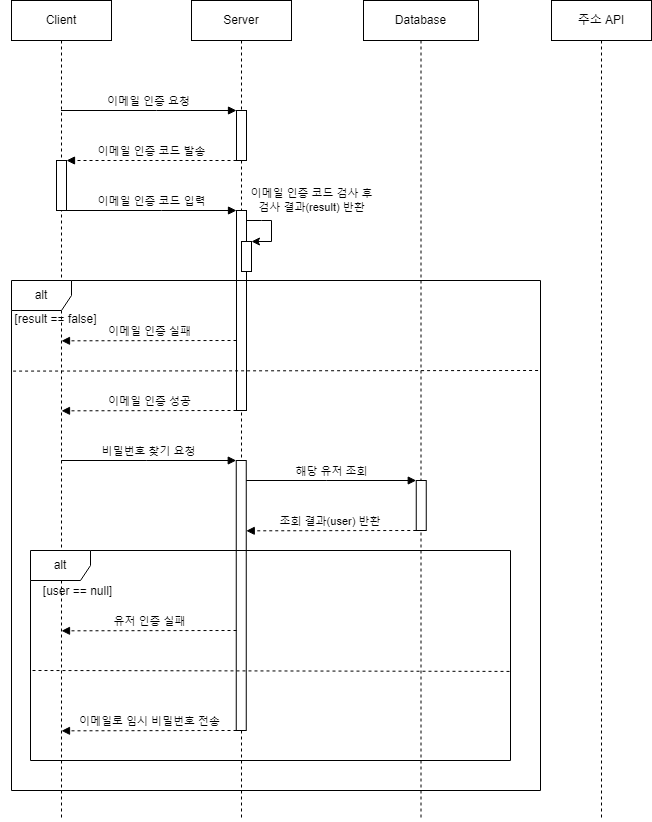 Client
Server
Database
주소 API
이메일 인증 요청
이메일 인증 코드 발송
이메일 인증 코드 입력
이메일 인증 코드 검사 후
검사 결과(result) 반환
alt
[result == false]
이메일 인증 실패
이메일 인증 성공
비밀번호 찾기 요청
해당 유저 조회
조회 결과(user) 반환
alt
[user == null]
유저 인증 실패
이메일로 임시 비밀번호 전송